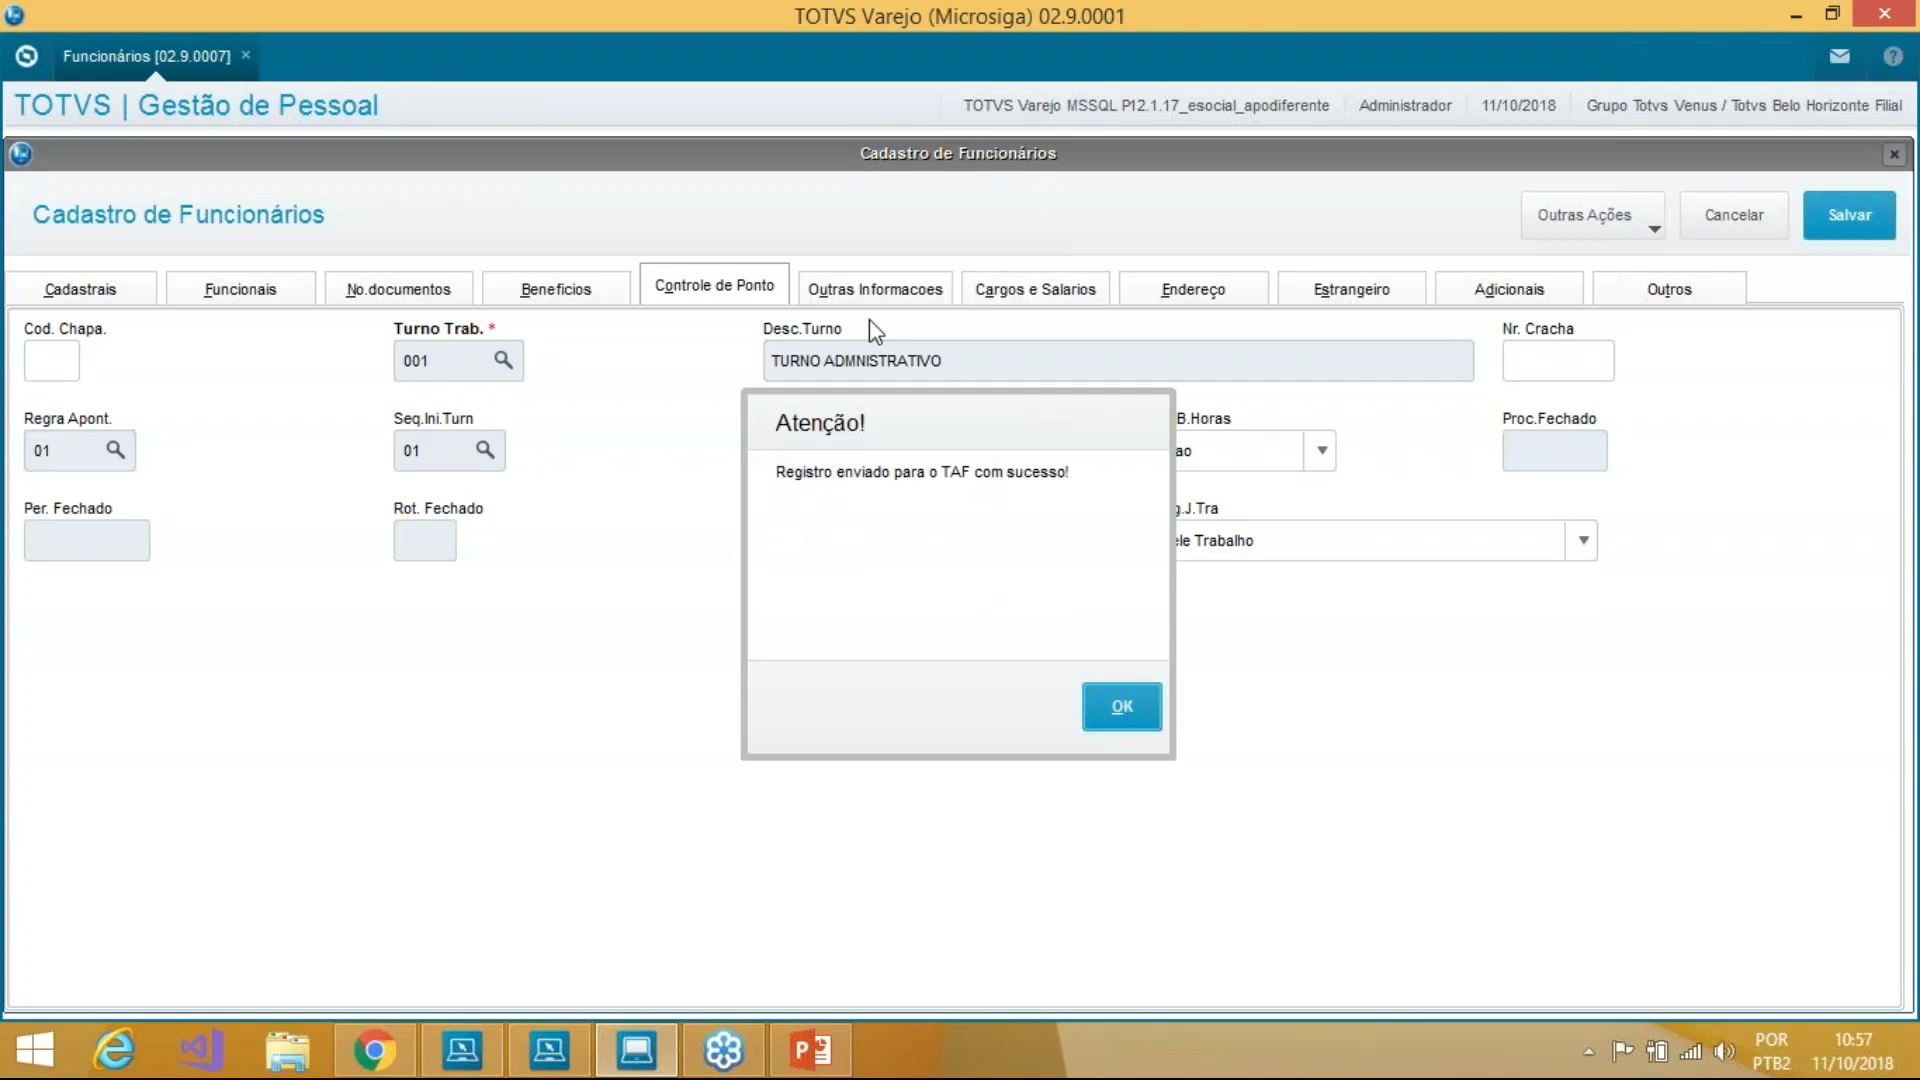 TOTVS Varejo (Microsiga) 02.9.0001
Funcionários [02.9.0007]
TOTVS | Gestão de Pessoal
TOTVS Varejo MSSQL P12.1.17_esocial_apodiferente Administrador 11/10/2018 Grupo Totvs Venus / Totvs Belo Horizonte Filial
Cadastro de Funcionários
Cadastro de Funcionários
Outras Ações Cancelar Salvar
Cadastrais Funcionais No.documentos Beneficios Controle de Ponto Outras Informacoes Cargos e Salarios Endereço Estrangeiro Adicionais Outros
Cod. Chapa. Turno Trab. * Desc.Turno Nr. Cracha
001 TURNO ADMNISTRATIVO
Regra Apont. Seq.Ini.Turn B.Horas Proc.Fechado
01 01 ao
Per. Fechado Rot. Fechado g.J.Tra
ele Trabalho
Atenção!
Registro enviado para o TAF com sucesso!
OK
POR 10:57
PTB2 11/10/2018